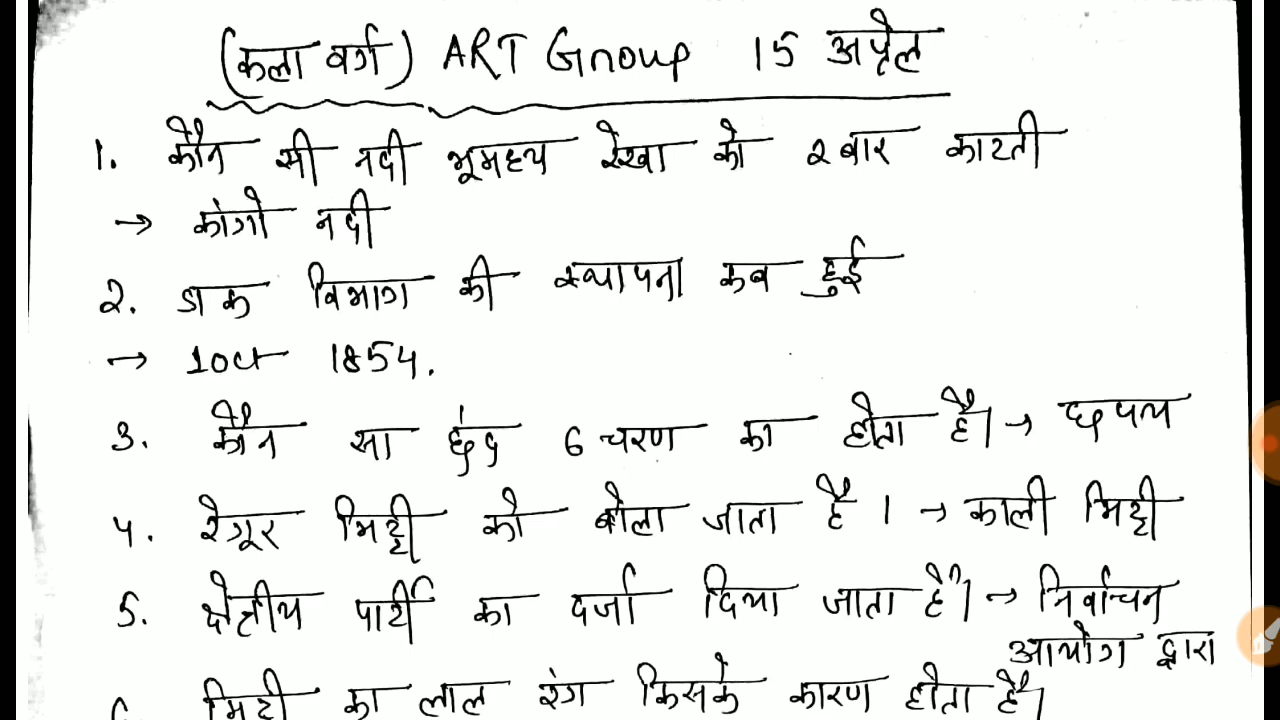 (कला वर्ग) ART Group 15 अप्रैल
1. कौन सी नदी भूमध्य रेखा को 2 बार काटती
→ कांगो नदी
2. डाक विभाग की स्थापना कब हुई
→ 1 Oct 1854.
3. कौन सा छंद 6 चरण का होता है। → छप्पय
4. रेगूर मिट्टी को बोला जाता है। → काली मिट्टी
5. क्षेत्रीय पार्टी का दर्जा दिया जाता है। → निर्वाचन
आयोग द्वारा
6. मिट्टी का लाल रंग किसके कारण होता है।